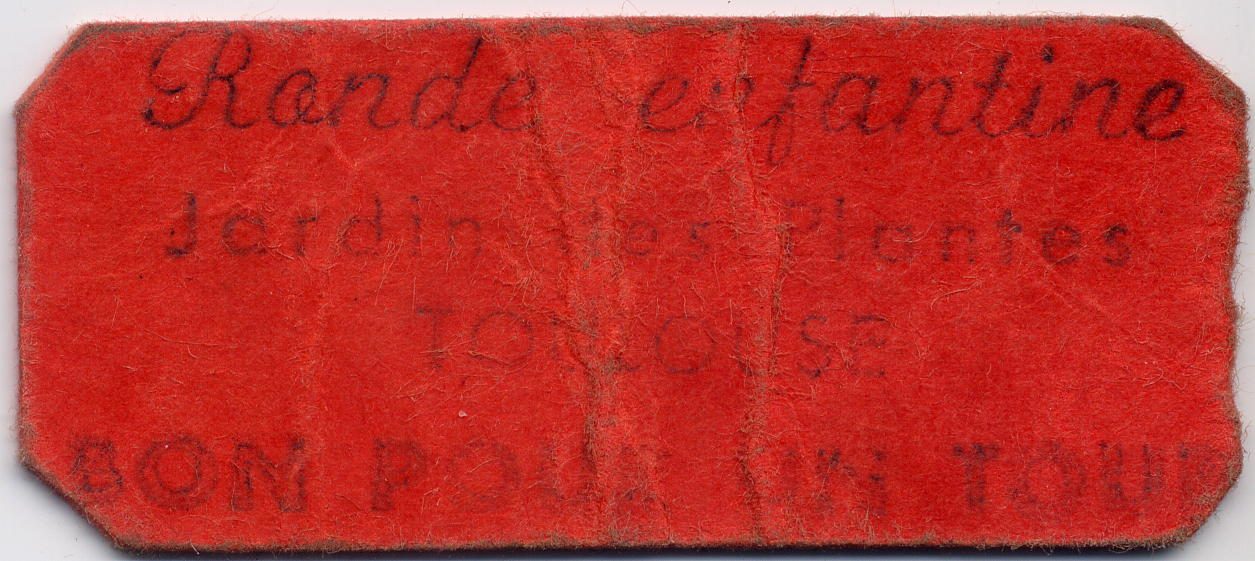 Ronde enfantine
Jardin des Plantes
TOULOUSE
BON POUR UN TOUR